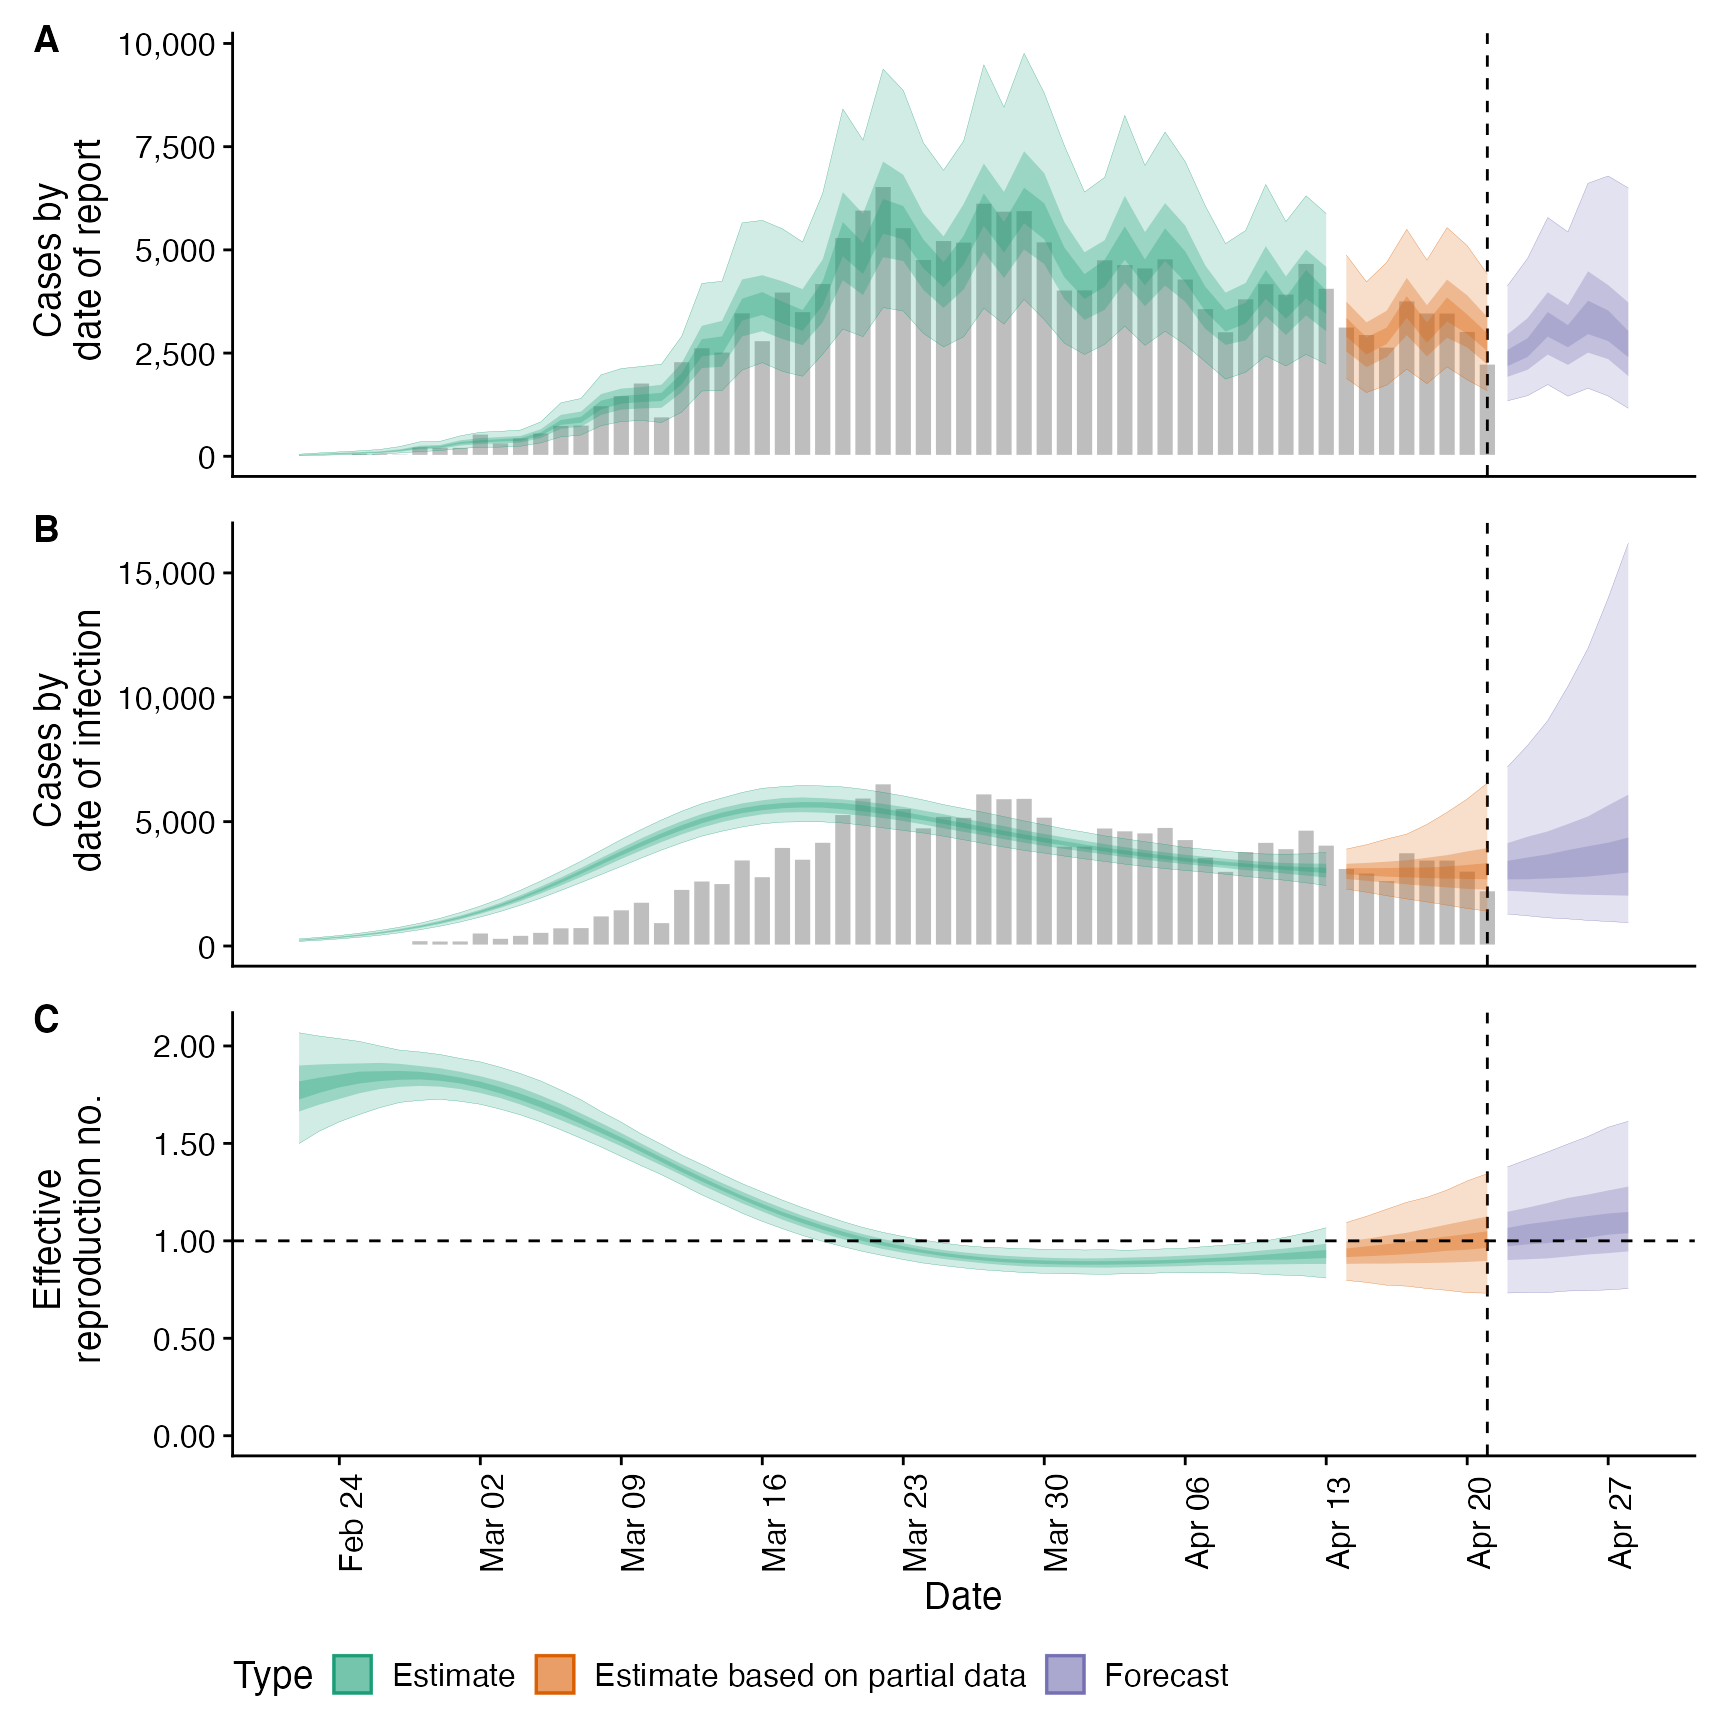 A
10,000
7,500
5,000
2,500
0
Cases by
date of report
B
15,000
10,000
5,000
0
Cases by
date of infection
C
2.00
1.50
1.00
0.50
0.00
Effective
reproduction no.
Feb 24
Mar 02
Mar 09
Mar 16
Mar 23
Mar 30
Apr 06
Apr 13
Apr 20
Apr 27
Date
Type Estimate Estimate based on partial data Forecast